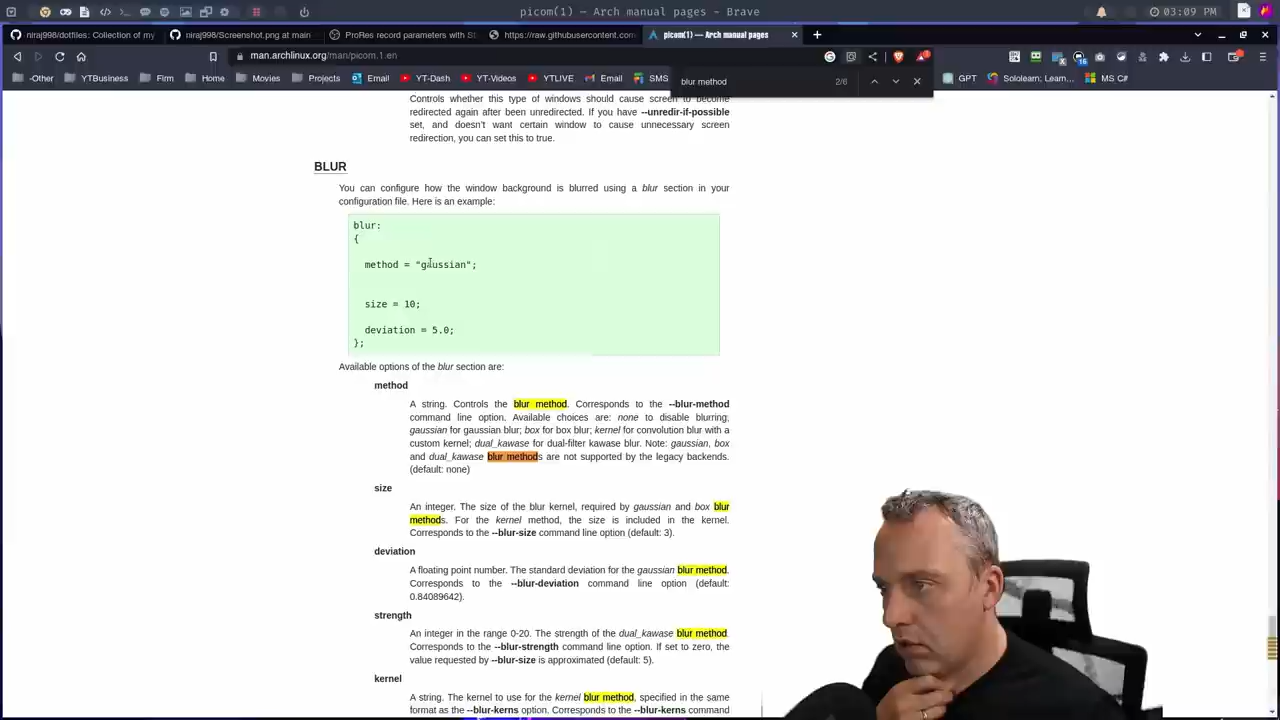 picom(1) - Arch manual pages - Brave
03:09 PM
niraj998/dotfiles: Collection of my
niraj998/Screenshot.png at main
ProRes record parameters with St
https://raw.githubusercontent.com
picom(1) — Arch manual pages
man.archlinux.org/man/picom.1.en
-Other
YTBusiness
Movies
Projects
Email
YT-Dash
YT-Videos
YTLIVE
Email
SMS
blur method
2/6
GPT
Sololearn: Learn...
MS C#
Controls whether this type of windows should cause screen to become
redirected again after been unredirected. If you have --unredir-if-possible
set, and doesn't want certain window to cause unnecessary screen
redirection, you can set this to true.
BLUR
You can configure how the window background is blurred using a blur section in your
configuration file. Here is an example:
blur:
{
method = "gaussian";
size = 10;
deviation = 5.0;
};
Available options of the blur section are:
method
A string. Controls the blur method. Corresponds to the --blur-method
command line option. Available choices are: none to disable blurring;
gaussian for gaussian blur; box for box blur; kernel for convolution blur with a
custom kernel; dual_kawase for dual-filter kawase blur. Note: gaussian, box
and dual_kawase blur methods are not supported by the legacy backends.
(default: none)
size
An integer. The size of the blur kernel, required by gaussian and box blur
methods. For the kernel method, the size is included in the kernel.
Corresponds to the --blur-size command line option (default: 3).
deviation
A floating point number. The standard deviation for the gaussian blur method.
Corresponds to the --blur-deviation command line option (default:
0.84089642).
strength
An integer in the range 0-20. The strength of the dual_kawase blur method.
Corresponds to the --blur-strength command line option. If set to zero, the
value requested by --blur-size is approximated (default: 5).
kernel
A string. The kernel to use for the kernel blur method, specified in the same
format as the --blur-kerns option. Corresponds to the --blur-kerns command